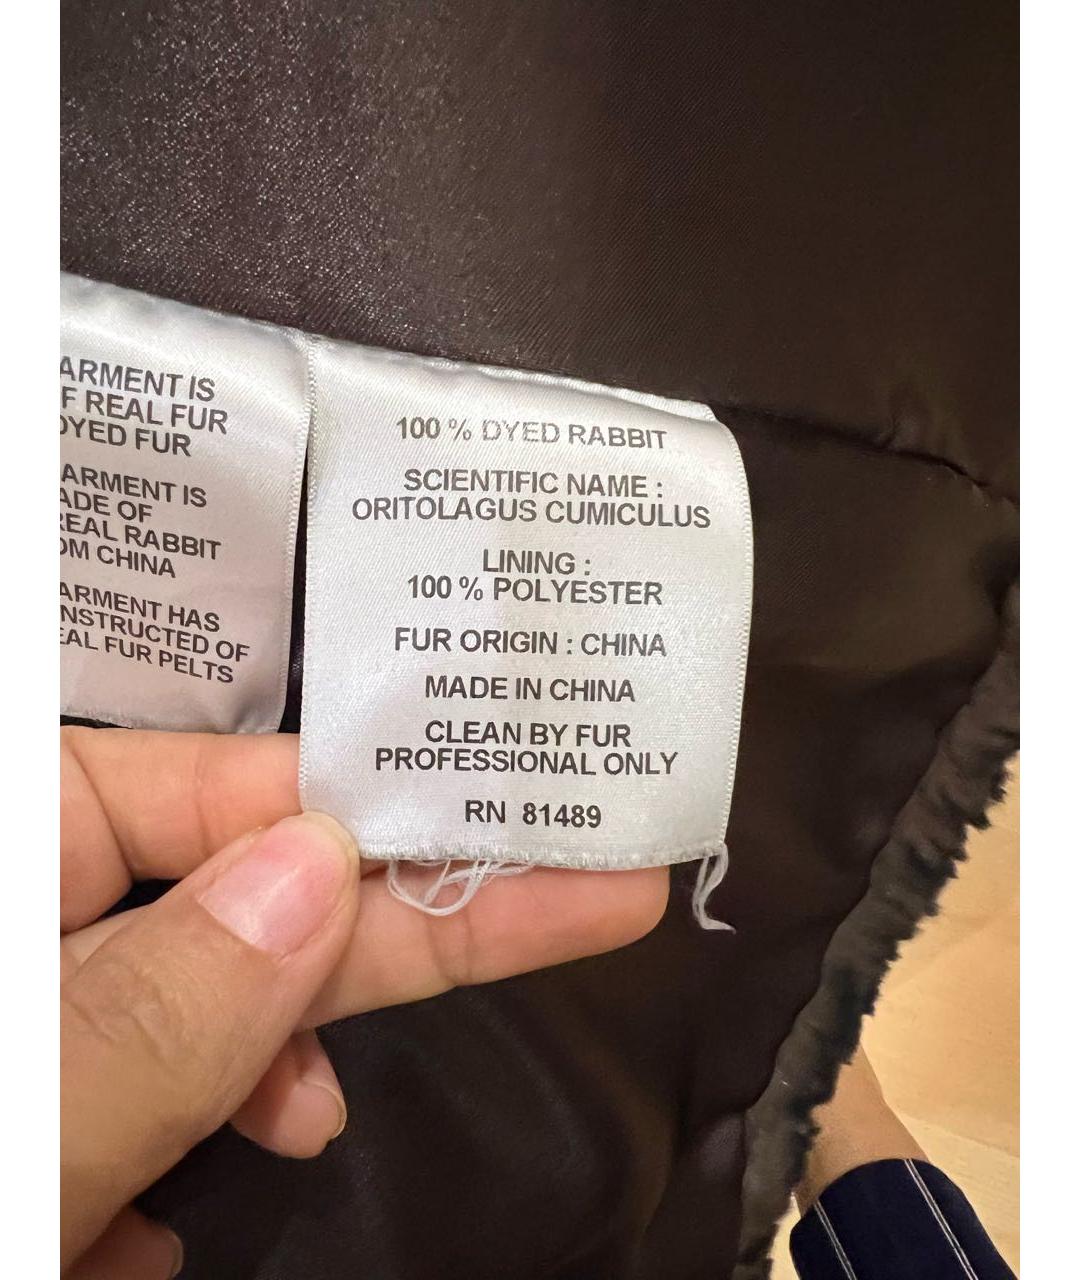 ARMENT IS
F REAL FUR
DYED FUR
ARMENT IS
ADE OF
REAL RABBIT
OM CHINA
ARMENT HAS
NSTRUCTED OF
EAL FUR PELTS
100 % DYED RABBIT
SCIENTIFIC NAME :
ORITOLAGUS CUMICULUS
LINING :
100 % POLYESTER
FUR ORIGIN : CHINA
MADE IN CHINA
CLEAN BY FUR
PROFESSIONAL ONLY
RN 81489